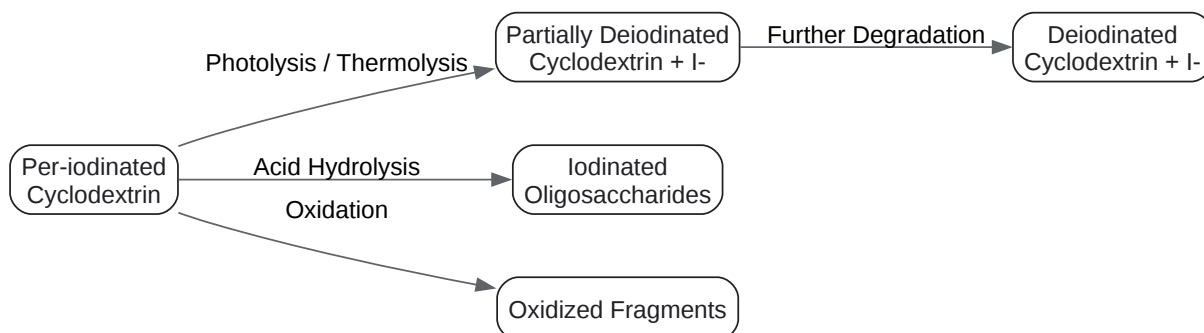 Partially Deiodinated
Cyclodextrin + I-
Further Degradation
Deiodinated
Cyclodextrin + I-
Photolysis / Thermolysis
Per-iodinated
Cyclodextrin
Acid Hydrolysis
Iodinated
Oligosaccharides
Oxidation
Oxidized Fragments